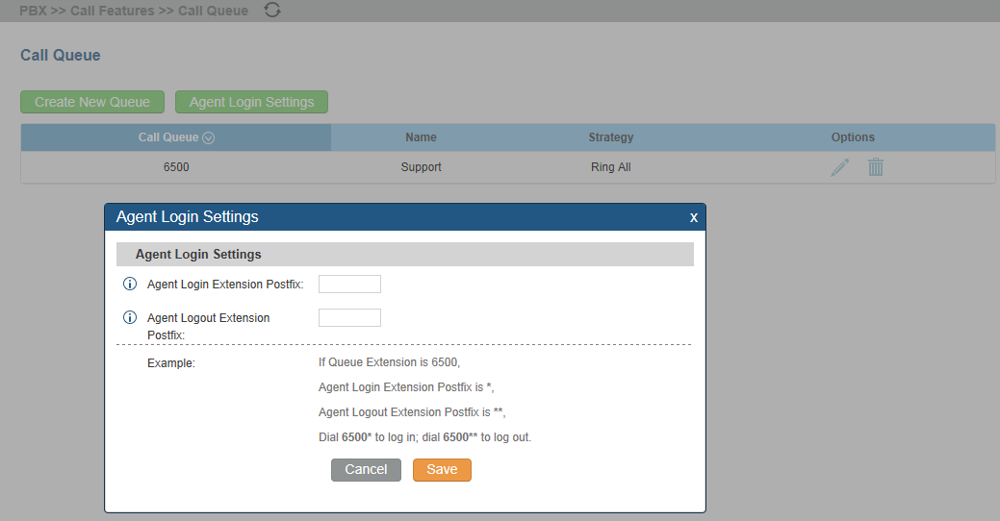 PBX >> Call Features >> Call Queue
Call Queue
Create New Queue Agent Login Settings
Call Queue Name Strategy Options
6500 Support Ring All
Agent Login Settings x
Agent Login Settings
i Agent Login Extension Postfix:
i Agent Logout Extension
Postfix:
Example: If Queue Extension is 6500,
Agent Login Extension Postfix is *,
Agent Logout Extension Postfix is **,
Dial 6500* to log in; dial 6500** to log out.
Cancel Save